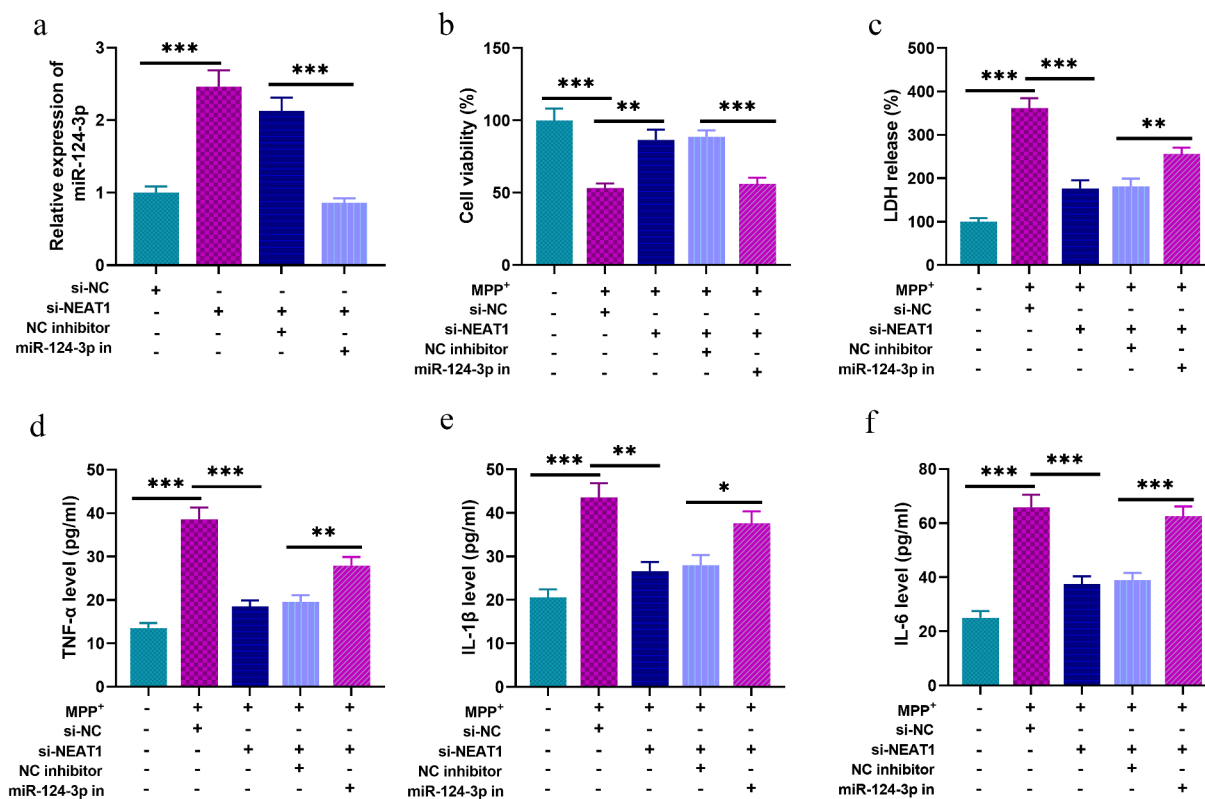 a
*** ***
Relative expression of
miR-124-3p
3
2
1
0
si-NC + - - -
si-NEAT1 - + + +
NC inhibitor - - + -
miR-124-3p in - - - +
b
*** ** ***
Cell viability (%)
150
100
50
0
MPP+ - + + + +
si-NC - + - - -
si-NEAT1 - - + + +
NC inhibitor - - - + -
miR-124-3p in - - - - +
c
*** *** **
LDH release (%)
500
400
300
200
100
0
MPP+ - + + + +
si-NC - + - - -
si-NEAT1 - - + + +
NC inhibitor - - - + -
miR-124-3p in - - - - +
d
*** *** **
TNF-α level (pg/ml)
50
40
30
20
10
0
MPP+ - + + + +
si-NC - + - - -
si-NEAT1 - - + + +
NC inhibitor - - - + -
miR-124-3p in - - - - +
e
*** ** *
IL-1β level (pg/ml)
50
40
30
20
10
0
MPP+ - + + + +
si-NC - + - - -
si-NEAT1 - - + + +
NC inhibitor - - - + -
miR-124-3p in - - - - +
f
*** *** ***
IL-6 level (pg/ml)
80
60
40
20
0
MPP+ - + + + +
si-NC - + - - -
si-NEAT1 - - + + +
NC inhibitor - - - + -
miR-124-3p in - - - - +